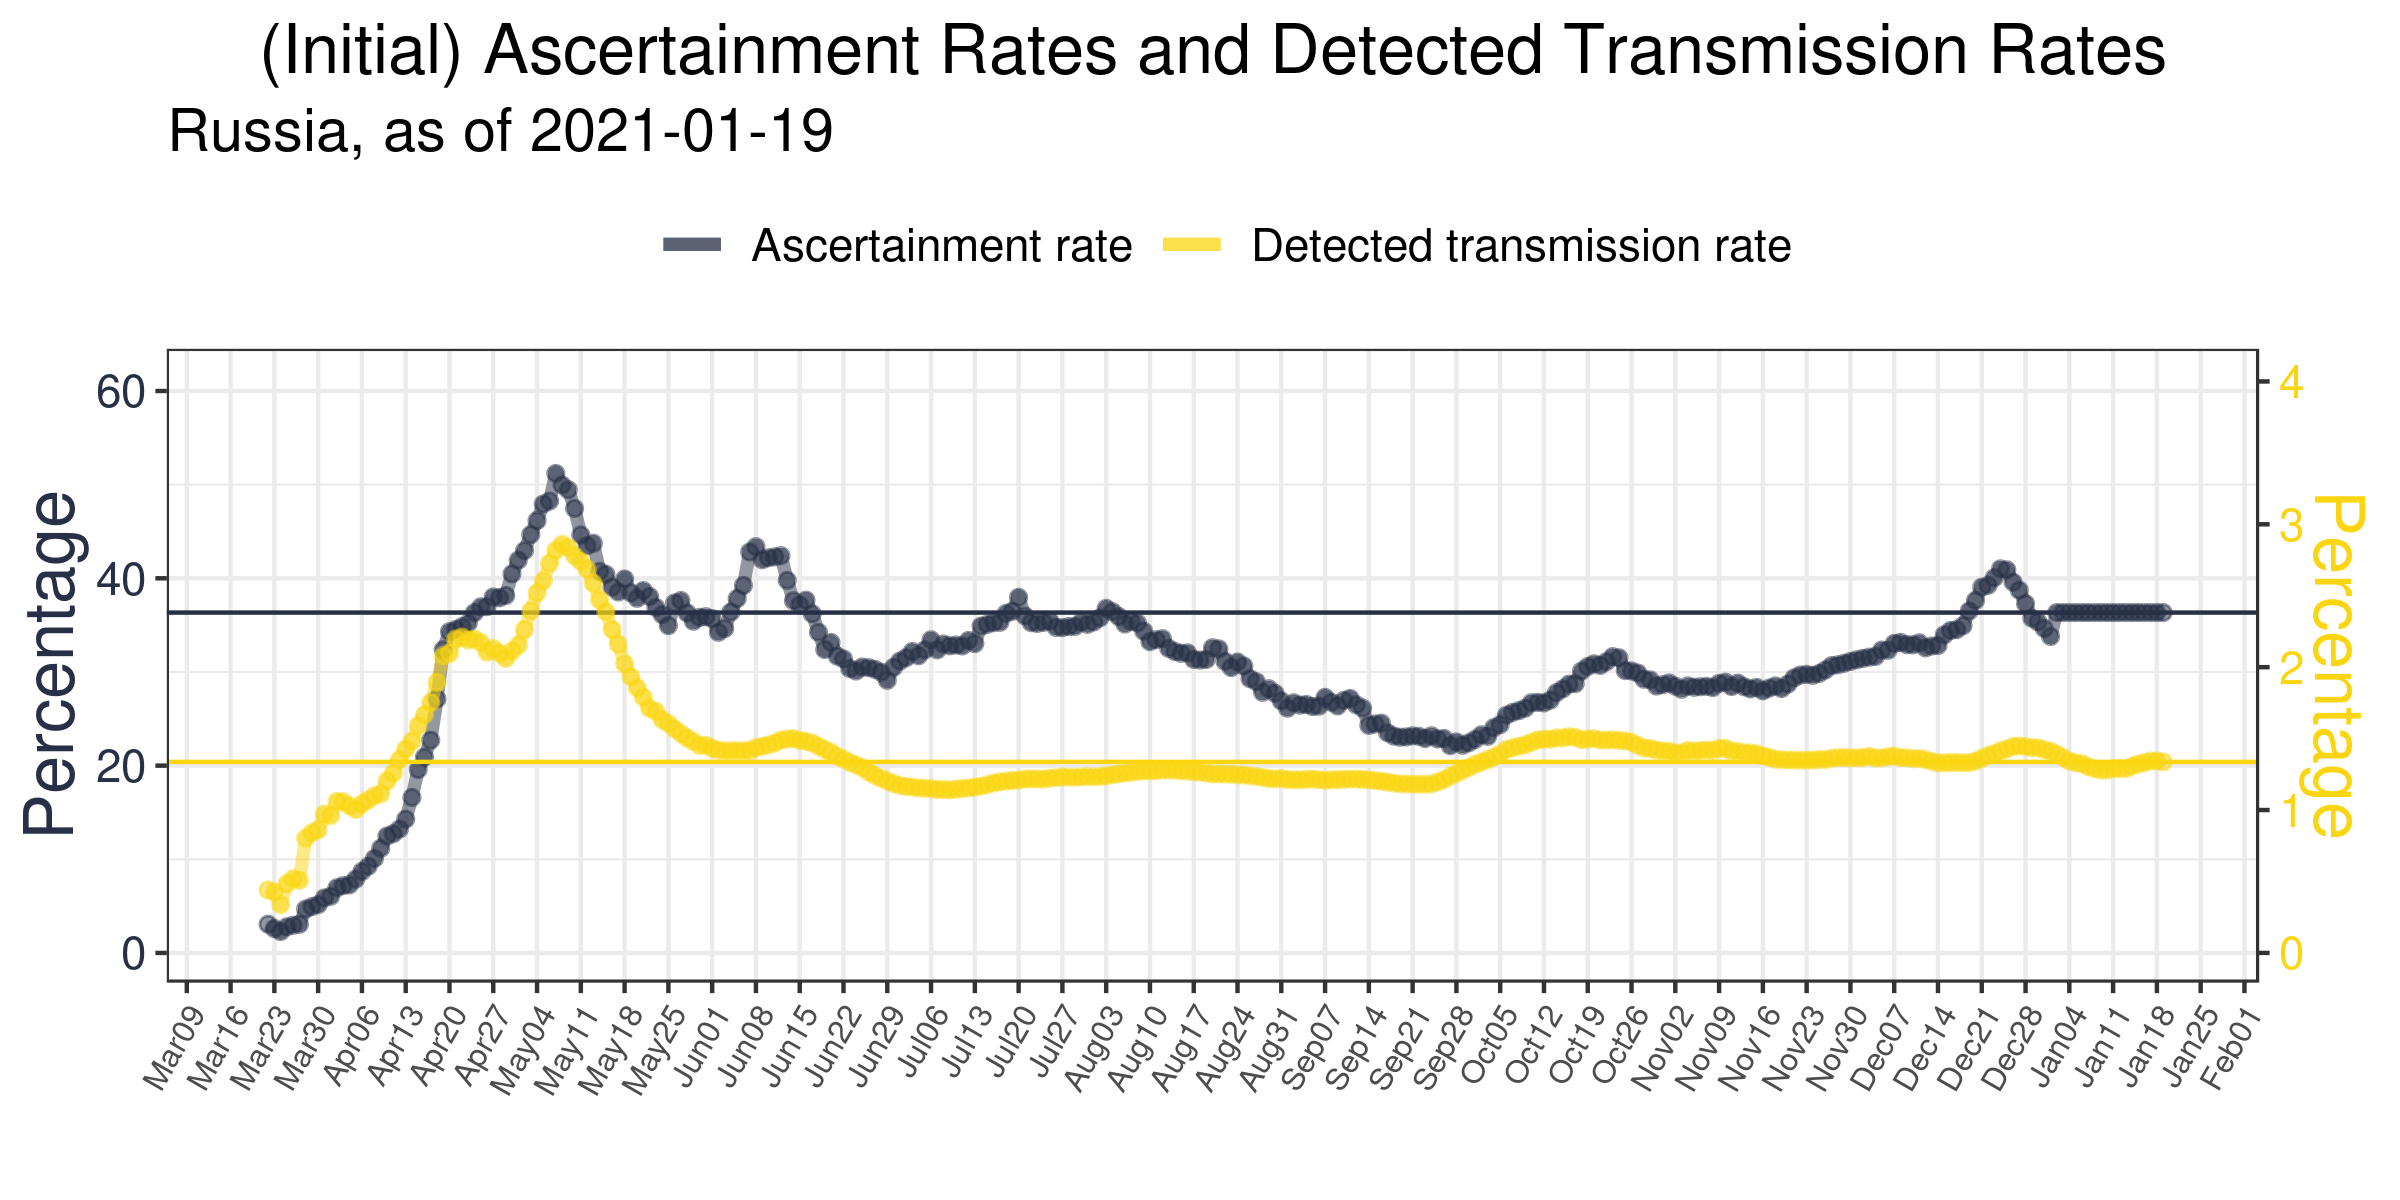 (Initial) Ascertainment Rates and Detected Transmission Rates
Russia, as of 2021-01-19
Ascertainment rate Detected transmission rate
Percentage
60
40
20
0
4
3
2
1
0
Percentage
Mar09 Mar16 Mar23 Mar30 Apr06 Apr13 Apr20 Apr27 May04 May11 May18 May25 Jun01 Jun08 Jun15 Jun22 Jun29 Jul06 Jul13 Jul20 Jul27 Aug03 Aug10 Aug17 Aug24 Aug31 Sep07 Sep14 Sep21 Sep28 Oct05 Oct12 Oct19 Oct26 Nov02 Nov09 Nov16 Nov23 Nov30 Dec07 Dec14 Dec21 Dec28 Jan04 Jan11 Jan18 Jan25 Feb01